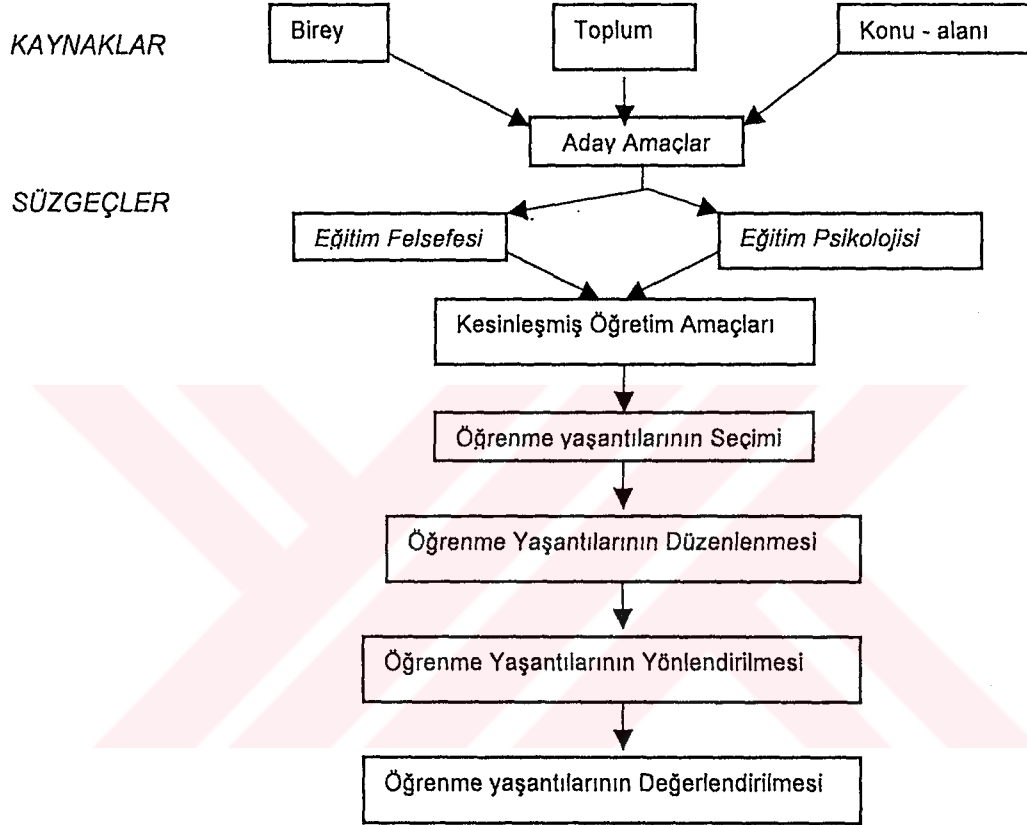 KAYNAKLAR
Birey
Toplum
Konu - alanı
Aday Amaçlar
SÜZGEÇLER
Eğitim Felsefesi
Eğitim Psikolojisi
Kesinleşmiş Öğretim Amaçları
Öğrenme yaşantılarının Seçimi
Öğrenme Yaşantılarının Düzenlenmesi
Öğrenme Yaşantılarının Yönlendirilmesi
Öğrenme yaşantılarının Değerlendirilmesi